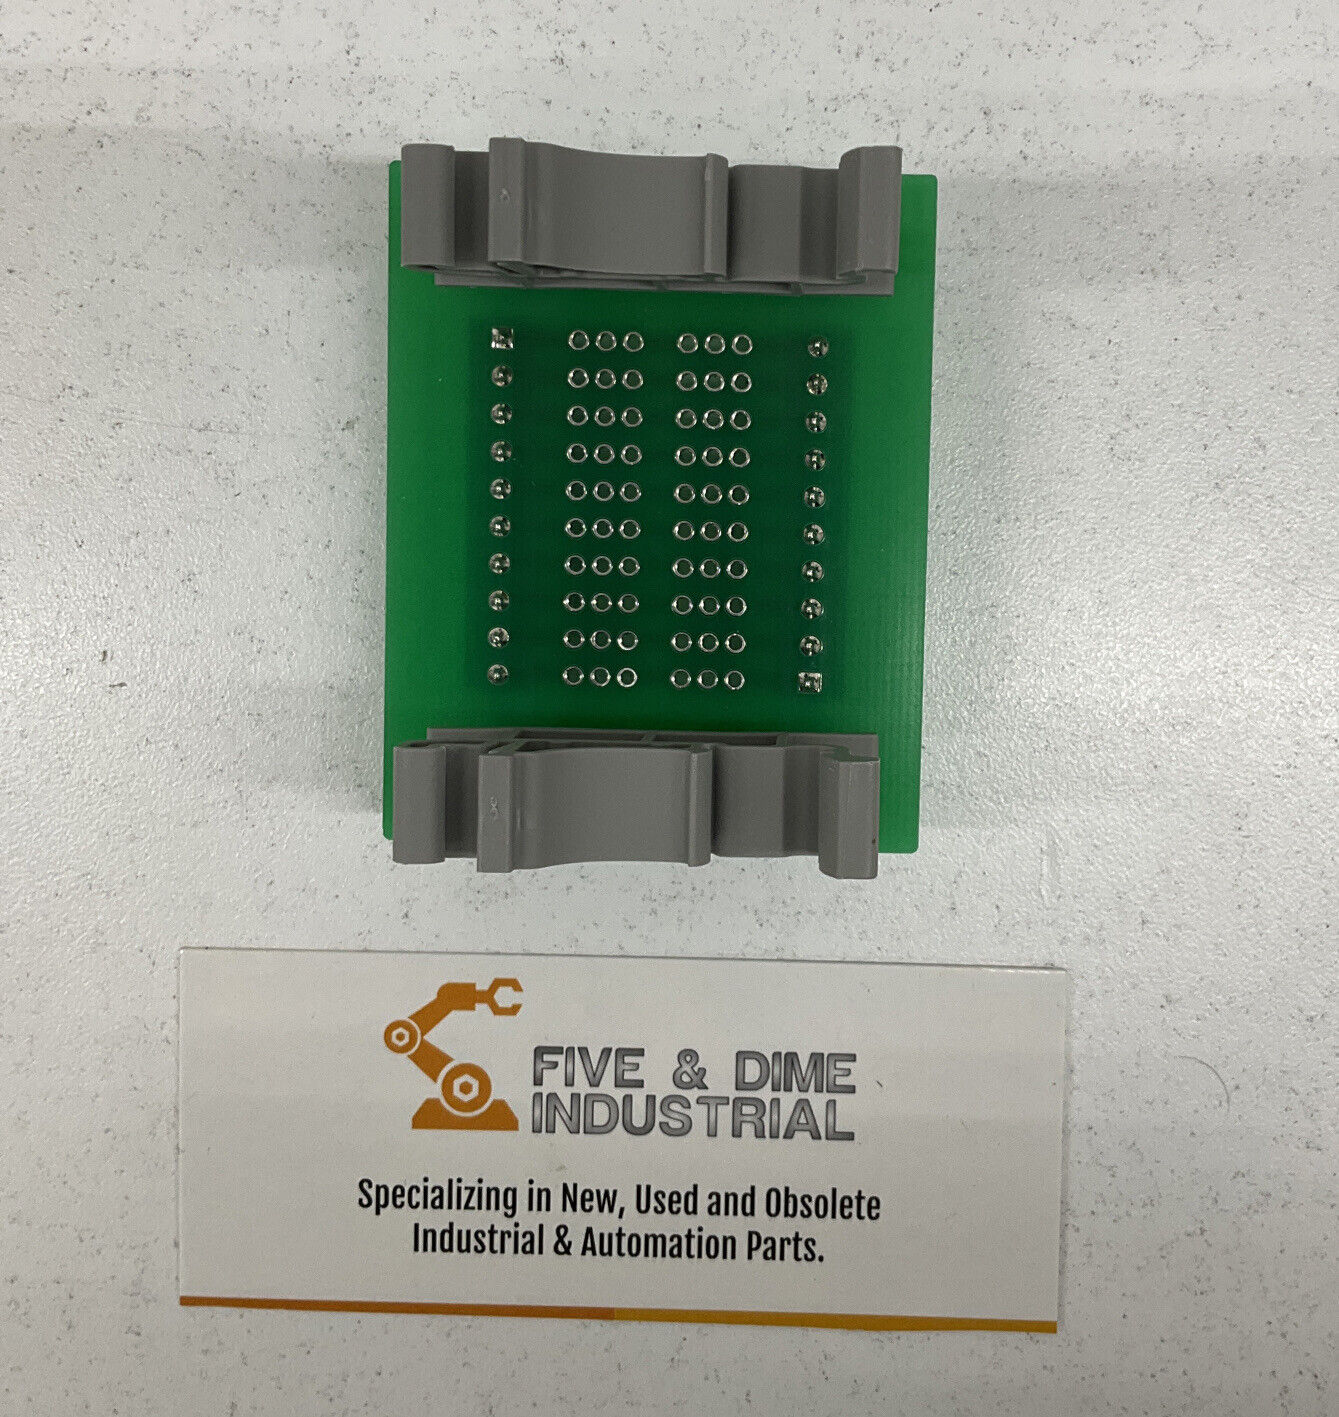 FIVE & DIME
INDUSTRIAL
Specializing in New, Used and Obsolete
Industrial & Automation Parts.